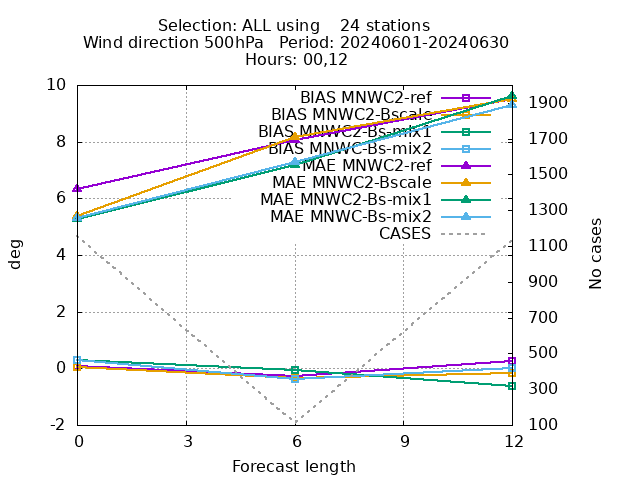 Selection: ALL using    24 stations
Wind direction 500hPa   Period: 20240601-20240630
Hours: 00,12
BIAS MNWC2-ref
BIAS MNWC2-Bscale
BIAS MNWC2-Bs-mix1
BIAS MNWC-Bs-mix2
MAE MNWC2-ref
MAE MNWC2-Bscale
MAE MNWC2-Bs-mix1
MAE MNWC-Bs-mix2
CASES
10
8
6
4
2
0
-2
deg
1900
1700
1500
1300
1100
900
700
500
300
100
No cases
0 3 6 9 12
Forecast length